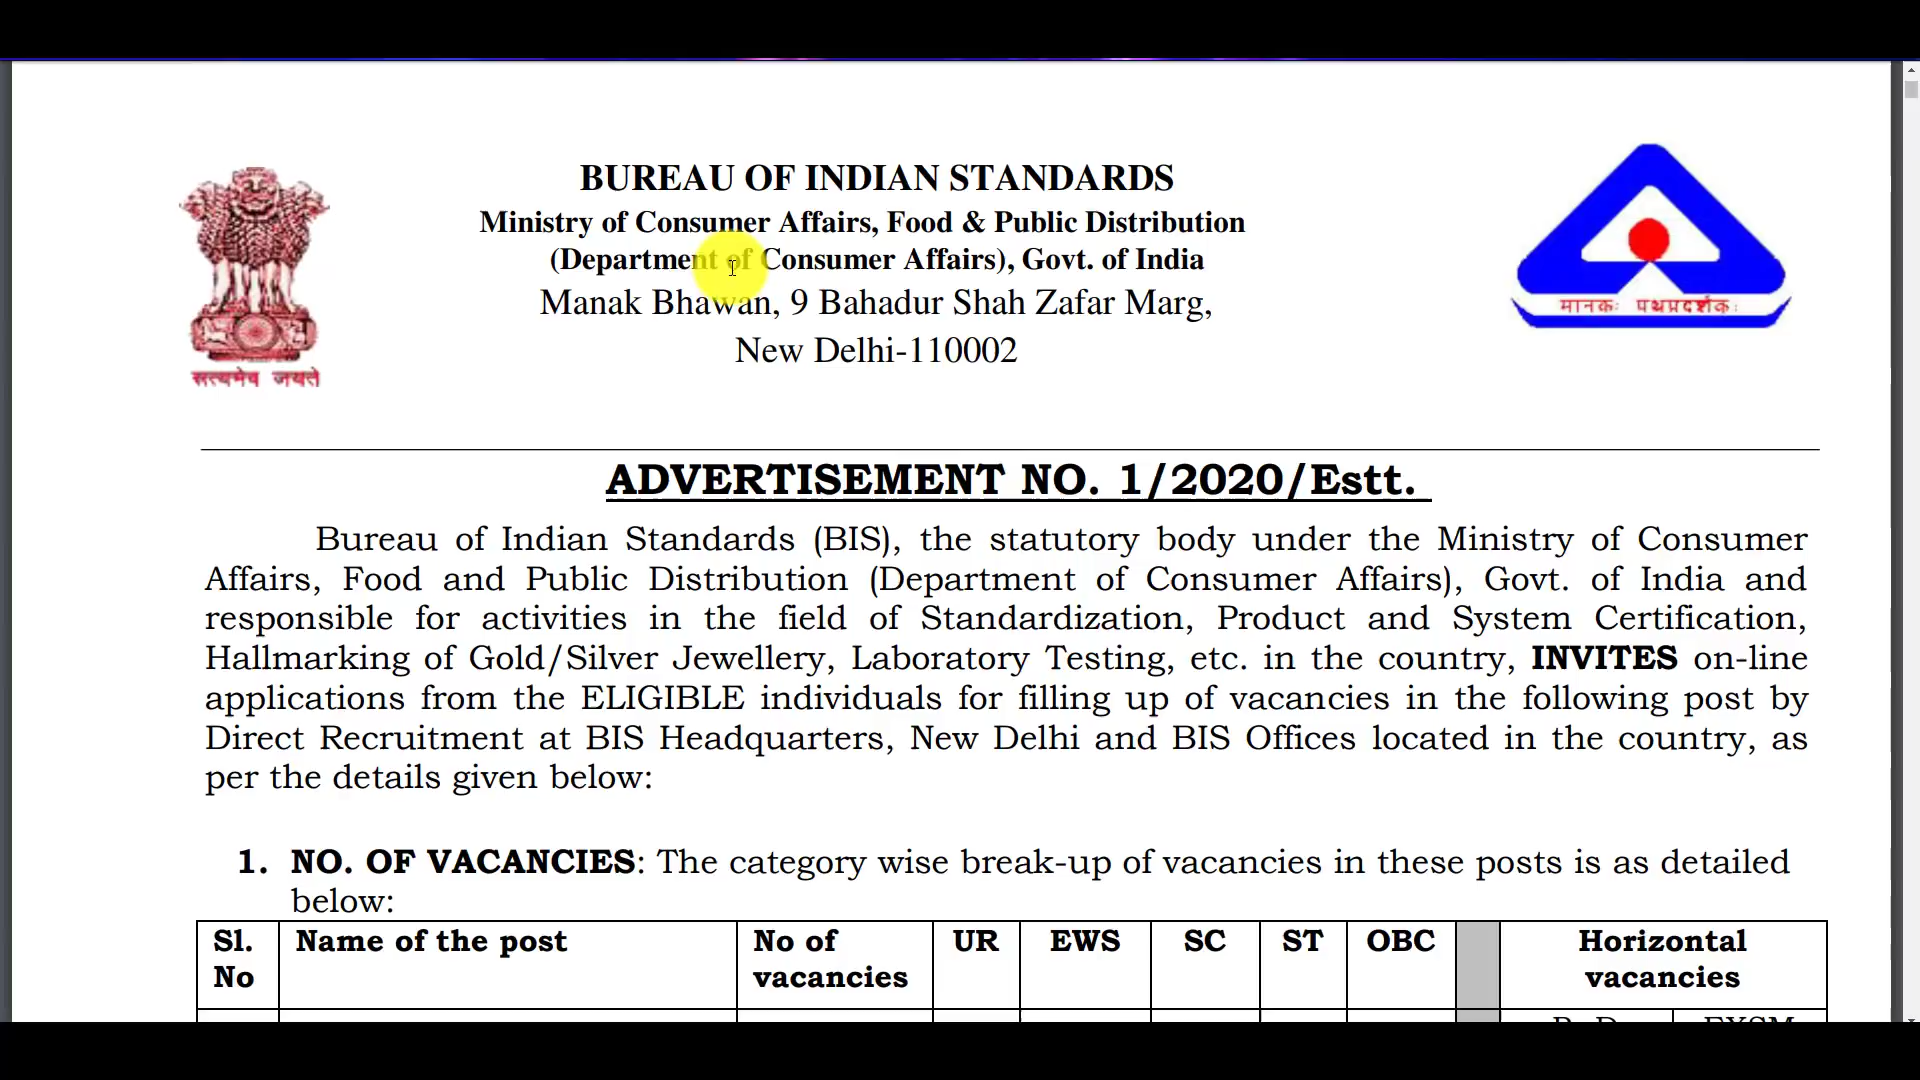 BUREAU OF INDIAN STANDARDS
Ministry of Consumer Affairs, Food & Public Distribution
(Department of Consumer Affairs), Govt. of India
Manak Bhawan, 9 Bahadur Shah Zafar Marg,
New Delhi-110002
सत्यमेव जयते
मानकः पथप्रदर्शकः
ADVERTISEMENT NO. 1/2020/Estt.
Bureau of Indian Standards (BIS), the statutory body under the Ministry of Consumer
Affairs, Food and Public Distribution (Department of Consumer Affairs), Govt. of India and
responsible for activities in the field of Standardization, Product and System Certification,
Hallmarking of Gold/Silver Jewellery, Laboratory Testing, etc. in the country, INVITES on-line
applications from the ELIGIBLE individuals for filling up of vacancies in the following post by
Direct Recruitment at BIS Headquarters, New Delhi and BIS Offices located in the country, as
per the details given below:
1. NO. OF VACANCIES: The category wise break-up of vacancies in these posts is as detailed
below:
Sl. Name of the post No of UR EWS SC ST OBC Horizontal
No vacancies vacancies